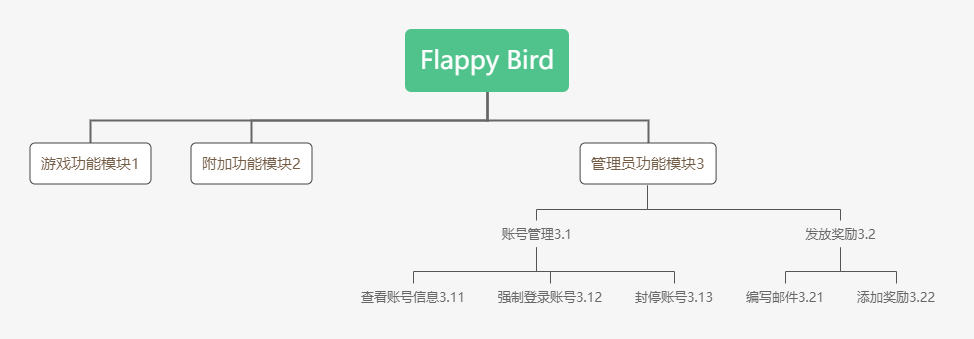 Flappy Bird
游戏功能模块1
附加功能模块2
管理员功能模块3
账号管理3.1
发放奖励3.2
查看账号信息3.11
强制登录账号3.12
封停账号3.13
编写邮件3.21
添加奖励3.22